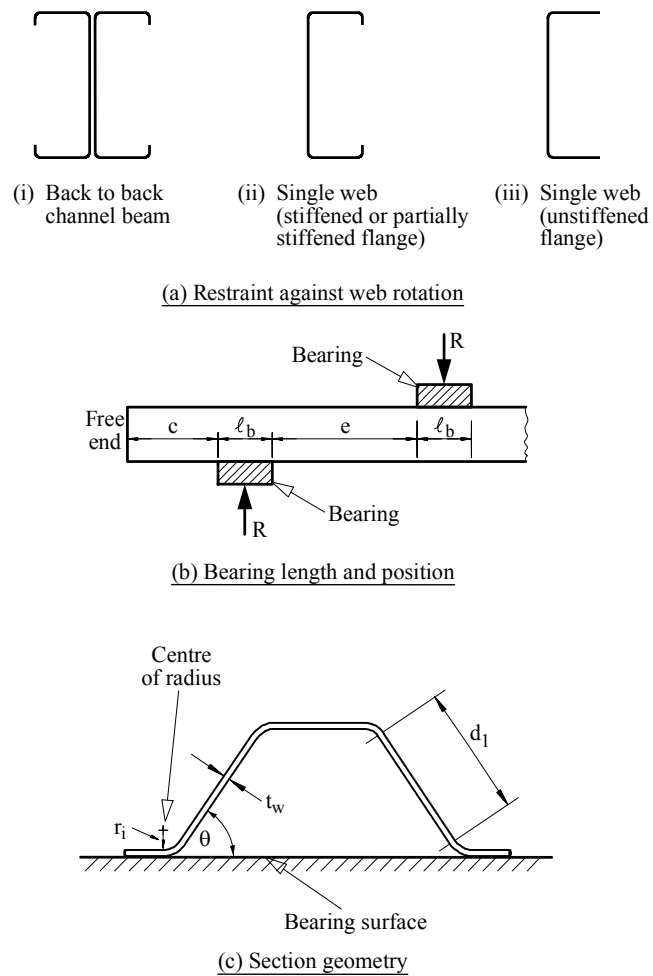 (i) Back to back
channel beam
(ii) Single web
(stiffened or partially
stiffened flange)
(iii) Single web
(unstiffened
flange)
(a) Restraint against web rotation
R
Bearing
Free
end
c
ℓb
e
ℓb
R
Bearing
(b) Bearing length and position
Centre
of radius
d1
tw
ri
θ
Bearing surface
(c) Section geometry